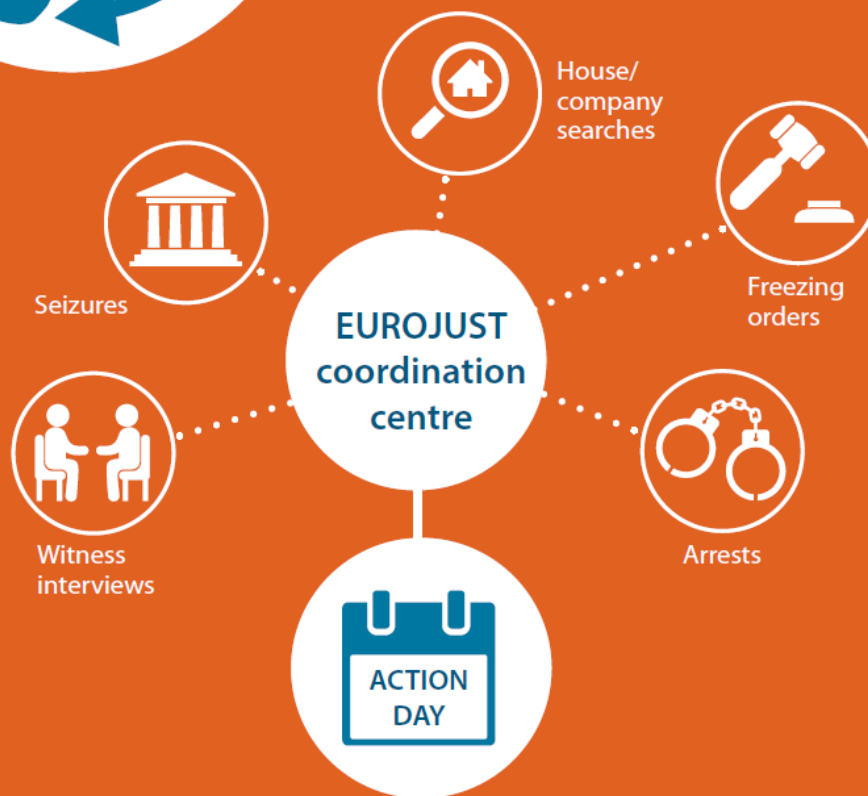 House/
company
searches
Freezing
orders
Seizures
EUROJUST
coordination
centre
Witness
interviews
Arrests
ACTION
DAY